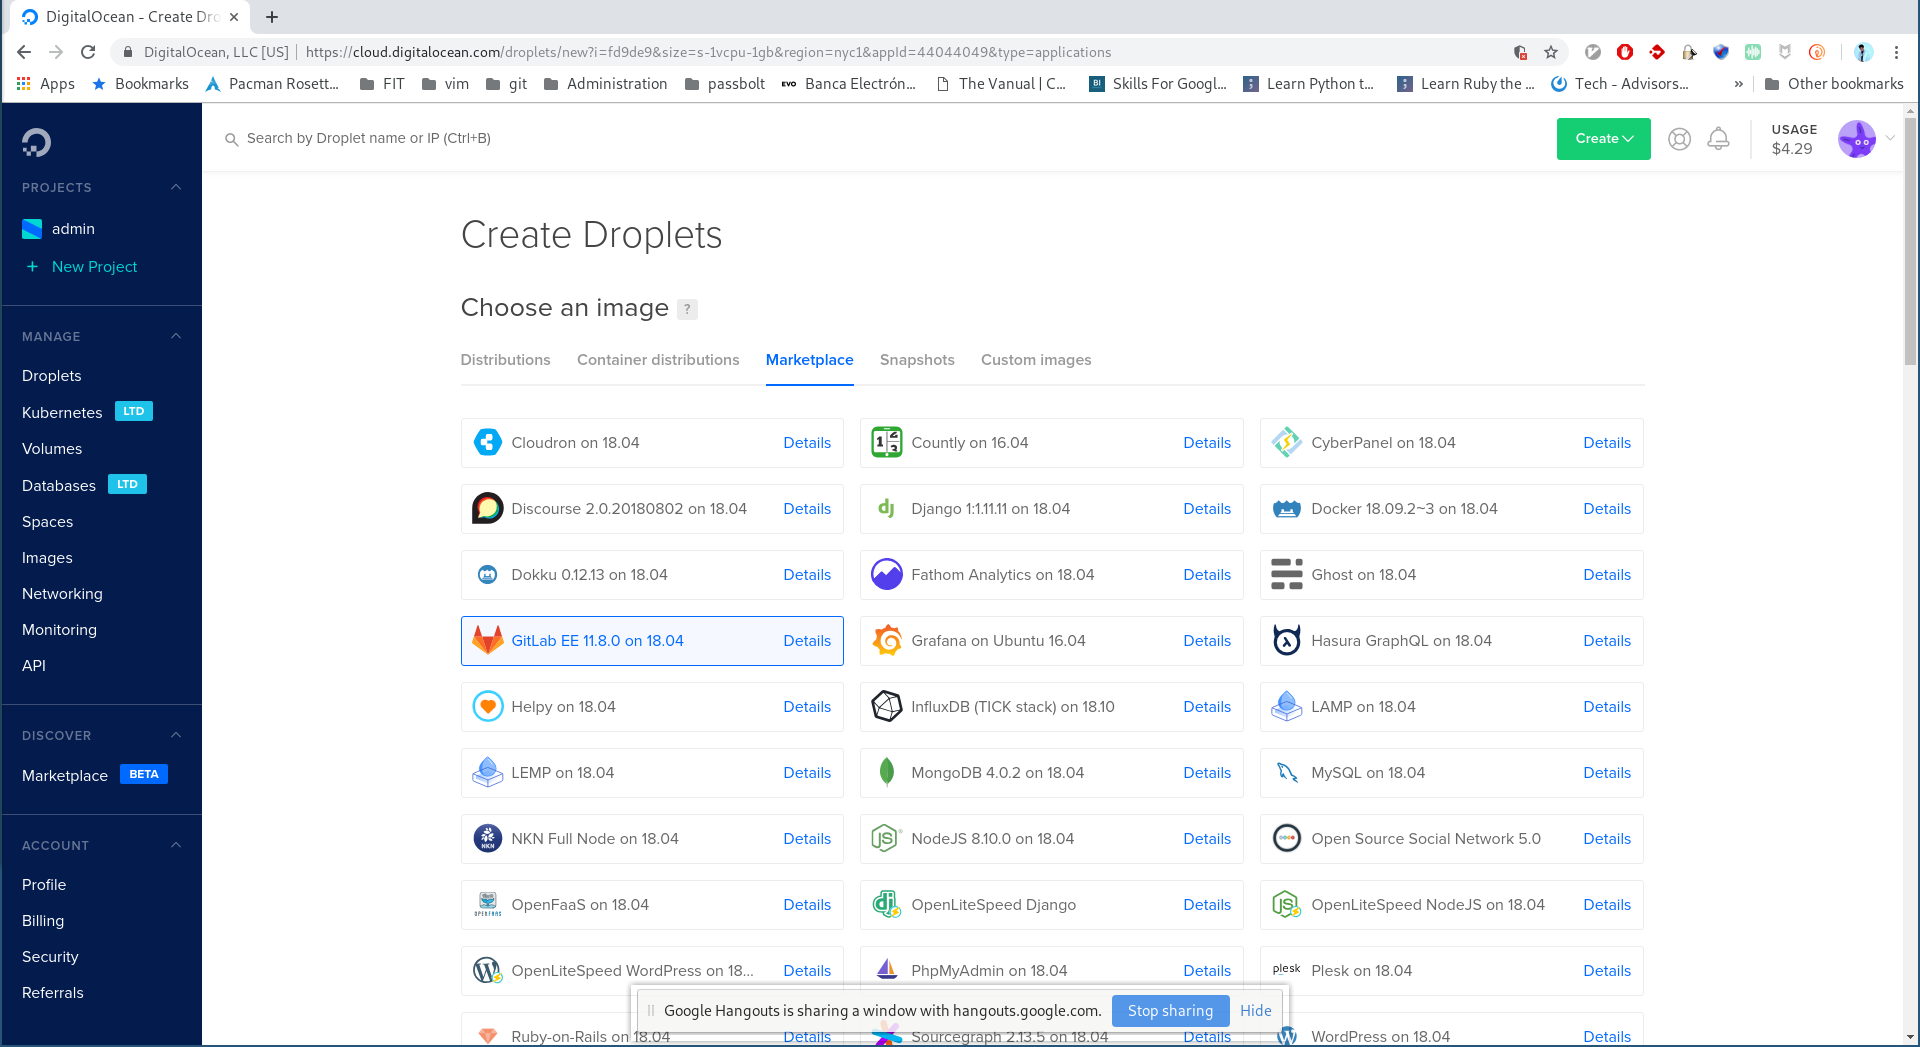 DigitalOcean - Create Dro
DigitalOcean, LLC [US] | https://cloud.digitalocean.com/droplets/new?i=fd9de9&size=s-1vcpu-1gb&region=nyc1&appId=44044049&type=applications
Apps Bookmarks Pacman Rosett... FIT vim git Administration passbolt EVO Banca Electrón... The Vanual | C... BI Skills For Googl... Learn Python t... Learn Ruby the ... Tech - Advisors... » Other bookmarks
Search by Droplet name or IP (Ctrl+B)
Create
USAGE
$4.29
PROJECTS
admin
+ New Project
MANAGE
Droplets
Kubernetes LTD
Volumes
Databases LTD
Spaces
Images
Networking
Monitoring
API
DISCOVER
Marketplace BETA
ACCOUNT
Profile
Billing
Security
Referrals
Create Droplets
Choose an image ?
Distributions Container distributions Marketplace Snapshots Custom images
Cloudron on 18.04 Details Countly on 16.04 Details CyberPanel on 18.04 Details
Discourse 2.0.20180802 on 18.04 Details dj Django 1:1.11.11 on 18.04 Details Docker 18.09.2~3 on 18.04 Details
Dokku 0.12.13 on 18.04 Details Fathom Analytics on 18.04 Details Ghost on 18.04 Details
GitLab EE 11.8.0 on 18.04 Details Grafana on Ubuntu 16.04 Details Hasura GraphQL on 18.04 Details
Helpy on 18.04 Details InfluxDB (TICK stack) on 18.10 Details LAMP on 18.04 Details
LEMP on 18.04 Details MongoDB 4.0.2 on 18.04 Details MySQL on 18.04 Details
NKN NKN Full Node on 18.04 Details JS NodeJS 8.10.0 on 18.04 Details Open Source Social Network 5.0 Details
OPENFAAS OpenFaaS on 18.04 Details dj OpenLiteSpeed Django Details JS OpenLiteSpeed NodeJS on 18.04 Details
OpenLiteSpeed WordPress on 18... Details PhpMyAdmin on 18.04 Details plesk Plesk on 18.04 Details
Google Hangouts is sharing a window with hangouts.google.com. Stop sharing Hide
Ruby-on-Rails on 18.04 Details Sourcegraph 2.13.5 on 18.04 Details WordPress on 18.04 Details